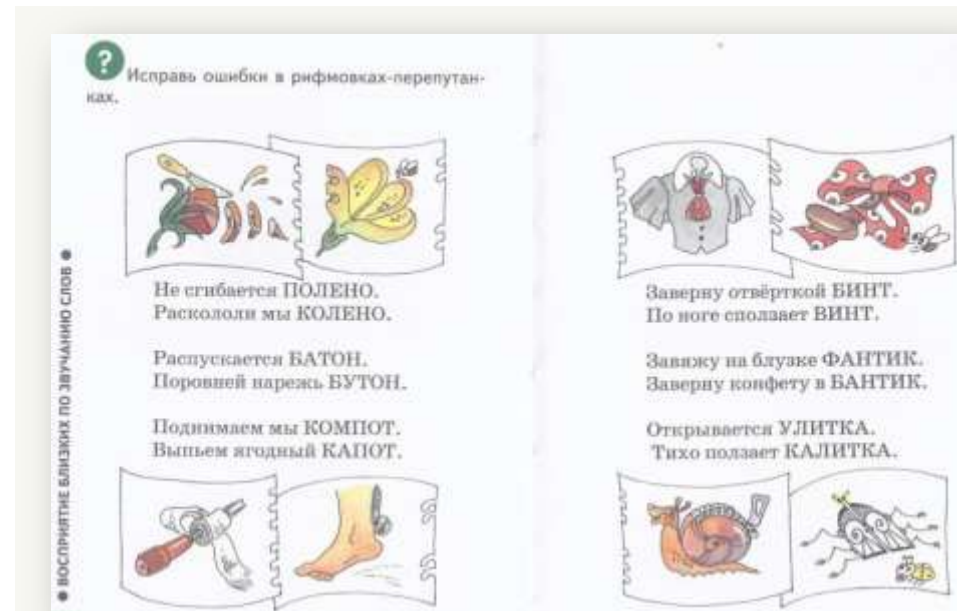 ?
Исправь ошибки в рифмовках-перепутан-
ках.
Не сгибается ПОЛЕНО.
Раскололи мы КОЛЕНО.
Распускается БАТОН.
Поровней нарежь БУТОН.
Поднимаем мы КОМПОТ.
Выпьем ягодный КАПОТ.
Заверну отвёрткой БИНТ.
По ноге сползает ВИНТ.
Завяжу на блузке ФАНТИК.
Заверну конфету в БАНТИК.
Открывается УЛИТКА.
Тихо ползает КАЛИТКА.
● ВОСПРИЯТИЕ БЛИЗКИХ ПО ЗВУЧАНИЮ СЛОВ ●